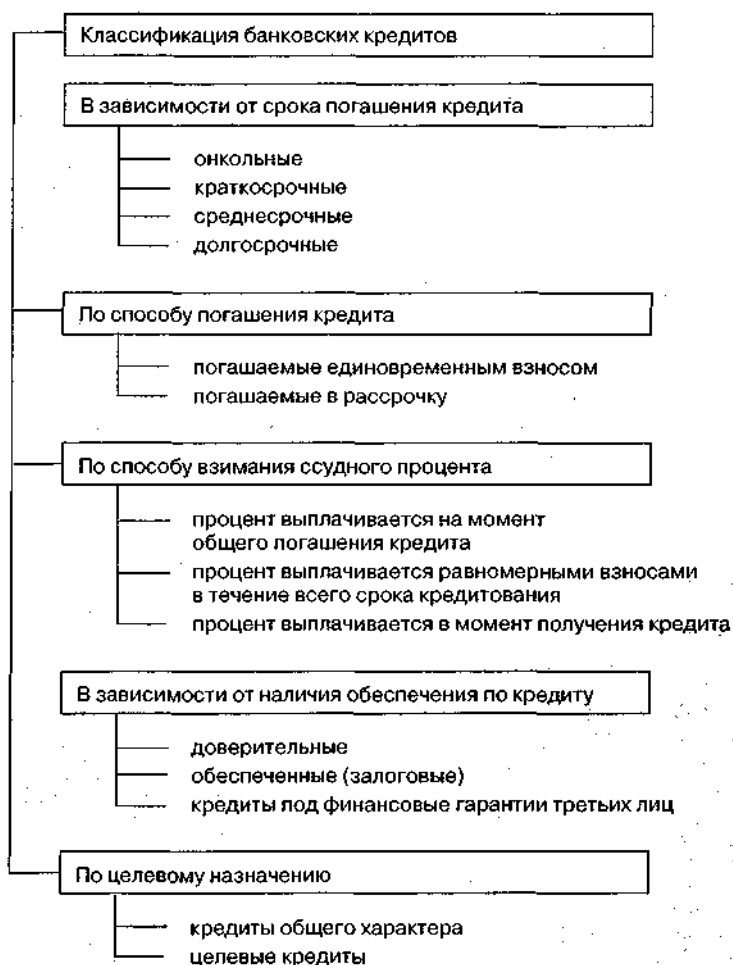 Классификация банковских кредитов
В зависимости от срока погашения кредита
онкольные
краткосрочные
среднесрочные
долгосрочные
По способу погашения кредита
погашаемые единовременным взносом
погашаемые в рассрочку
По способу взимания ссудного процента
процент выплачивается на момент
общего погашения кредита
процент выплачивается равномерными взносами
в течение всего срока кредитования
процент выплачивается в момент получения кредита
В зависимости от наличия обеспечения по кредиту
доверительные
обеспеченные (залоговые)
кредиты под финансовые гарантии третьих лиц
По целевому назначению
кредиты общего характера
целевые кредиты